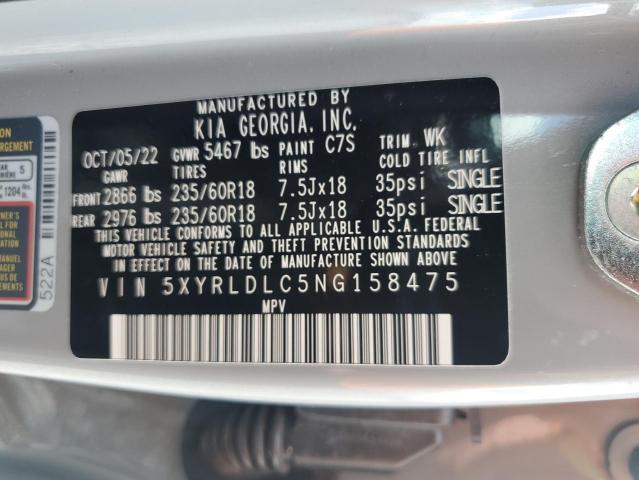 MANUFACTURED BY
KIA GEORGIA, INC.
OCT/05/22 GVWR 5467 lbs PAINT C7S TRIM WK
GAWR TIRES RIMS COLD TIRE INFL
FRONT 2866 lbs 235/60R18 7.5Jx18 35psi SINGLE
REAR 2976 lbs 235/60R18 7.5Jx18 35psi SINGLE
THIS VEHICLE CONFORMS TO ALL APPLICABLE U.S.A. FEDERAL
MOTOR VEHICLE SAFETY AND THEFT PREVENTION STANDARDS
IN EFFECT ON THE DATE OF MANUFACTURE SHOWN ABOVE.
VIN 5XYRLDLC5NG158475
MPV
5
1204
522A